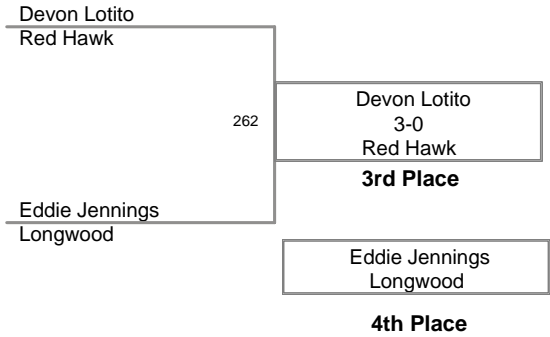 Devon Lotito
Red Hawk
262
Devon Lotito
3-0
Red Hawk
3rd Place
Eddie Jennings
Longwood
Eddie Jennings
Longwood
4th Place